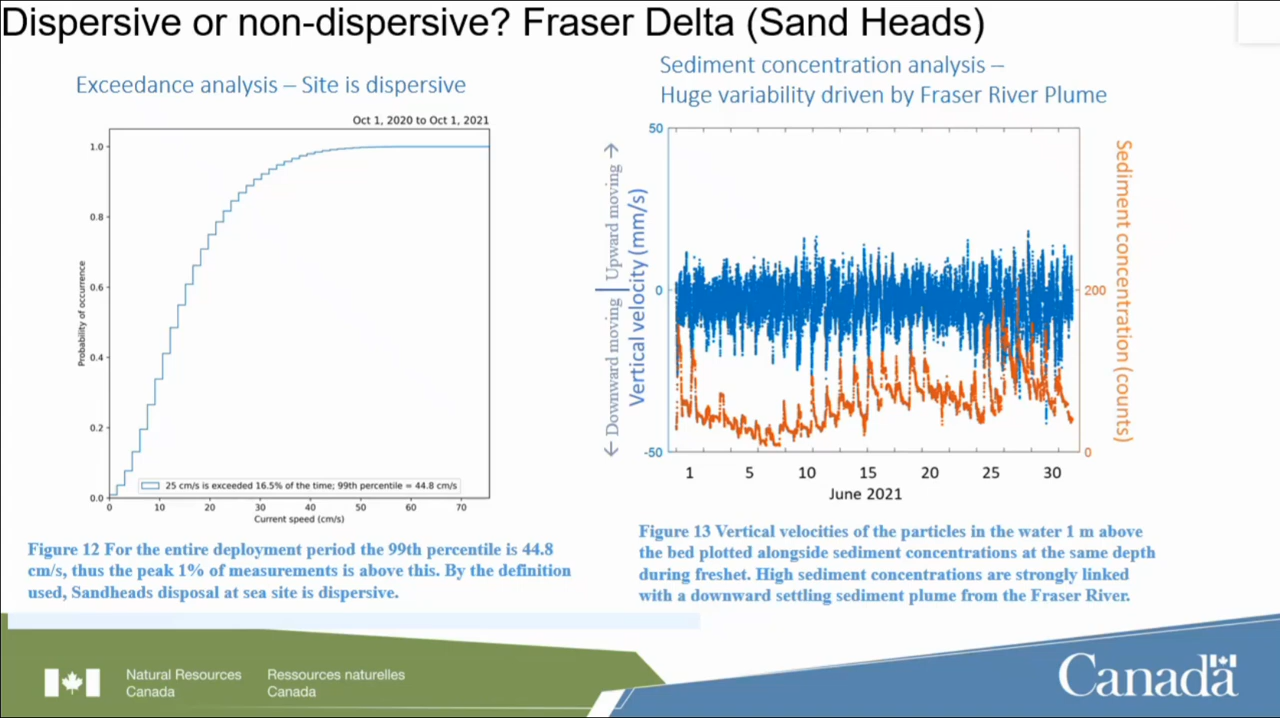 Dispersive or non-dispersive? Fraser Delta (Sand Heads)
Exceedance analysis – Site is dispersive
Oct 1, 2020 to Oct 1, 2021
1.0
0.8
0.6
0.4
0.2
0.0
Probability of occurrence
25 cm/s is exceeded 16.5% of the time; 99th percentile = 44.8 cm/s
0 10 20 30 40 50 60 70
Current speed (cm/s)
Figure 12 For the entire deployment period the 99th percentile is 44.8
cm/s, thus the peak 1% of measurements is above this. By the definition
used, Sandheads disposal at sea site is dispersive.
Sediment concentration analysis –
Huge variability driven by Fraser River Plume
← Downward moving | Upward moving →
Vertical velocity (mm/s)
50
0
-50
200
0
Sediment concentration (counts)
1 5 10 15 20 25 30
June 2021
Figure 13 Vertical velocities of the particles in the water 1 m above
the bed plotted alongside sediment concentrations at the same depth
during freshet. High sediment concentrations are strongly linked
with a downward settling sediment plume from the Fraser River.
Natural Resources
Canada
Ressources naturelles
Canada
Canada